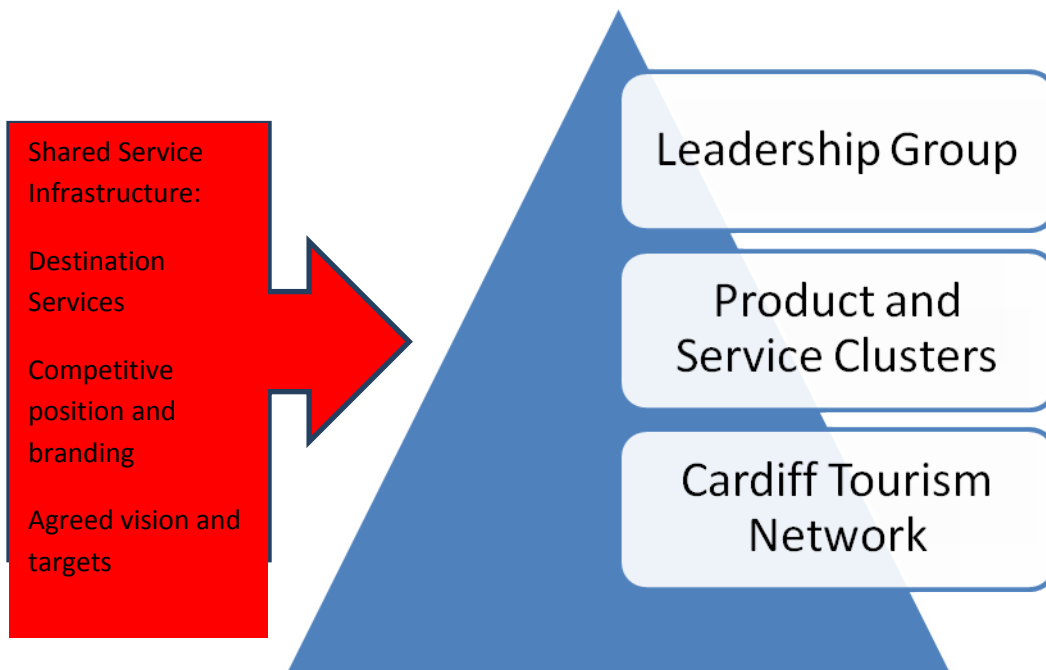 Shared Service
Infrastructure:
Destination
Services
Competitive
position and
branding
Agreed vision and
targets
Leadership Group
Product and
Service Clusters
Cardiff Tourism
Network